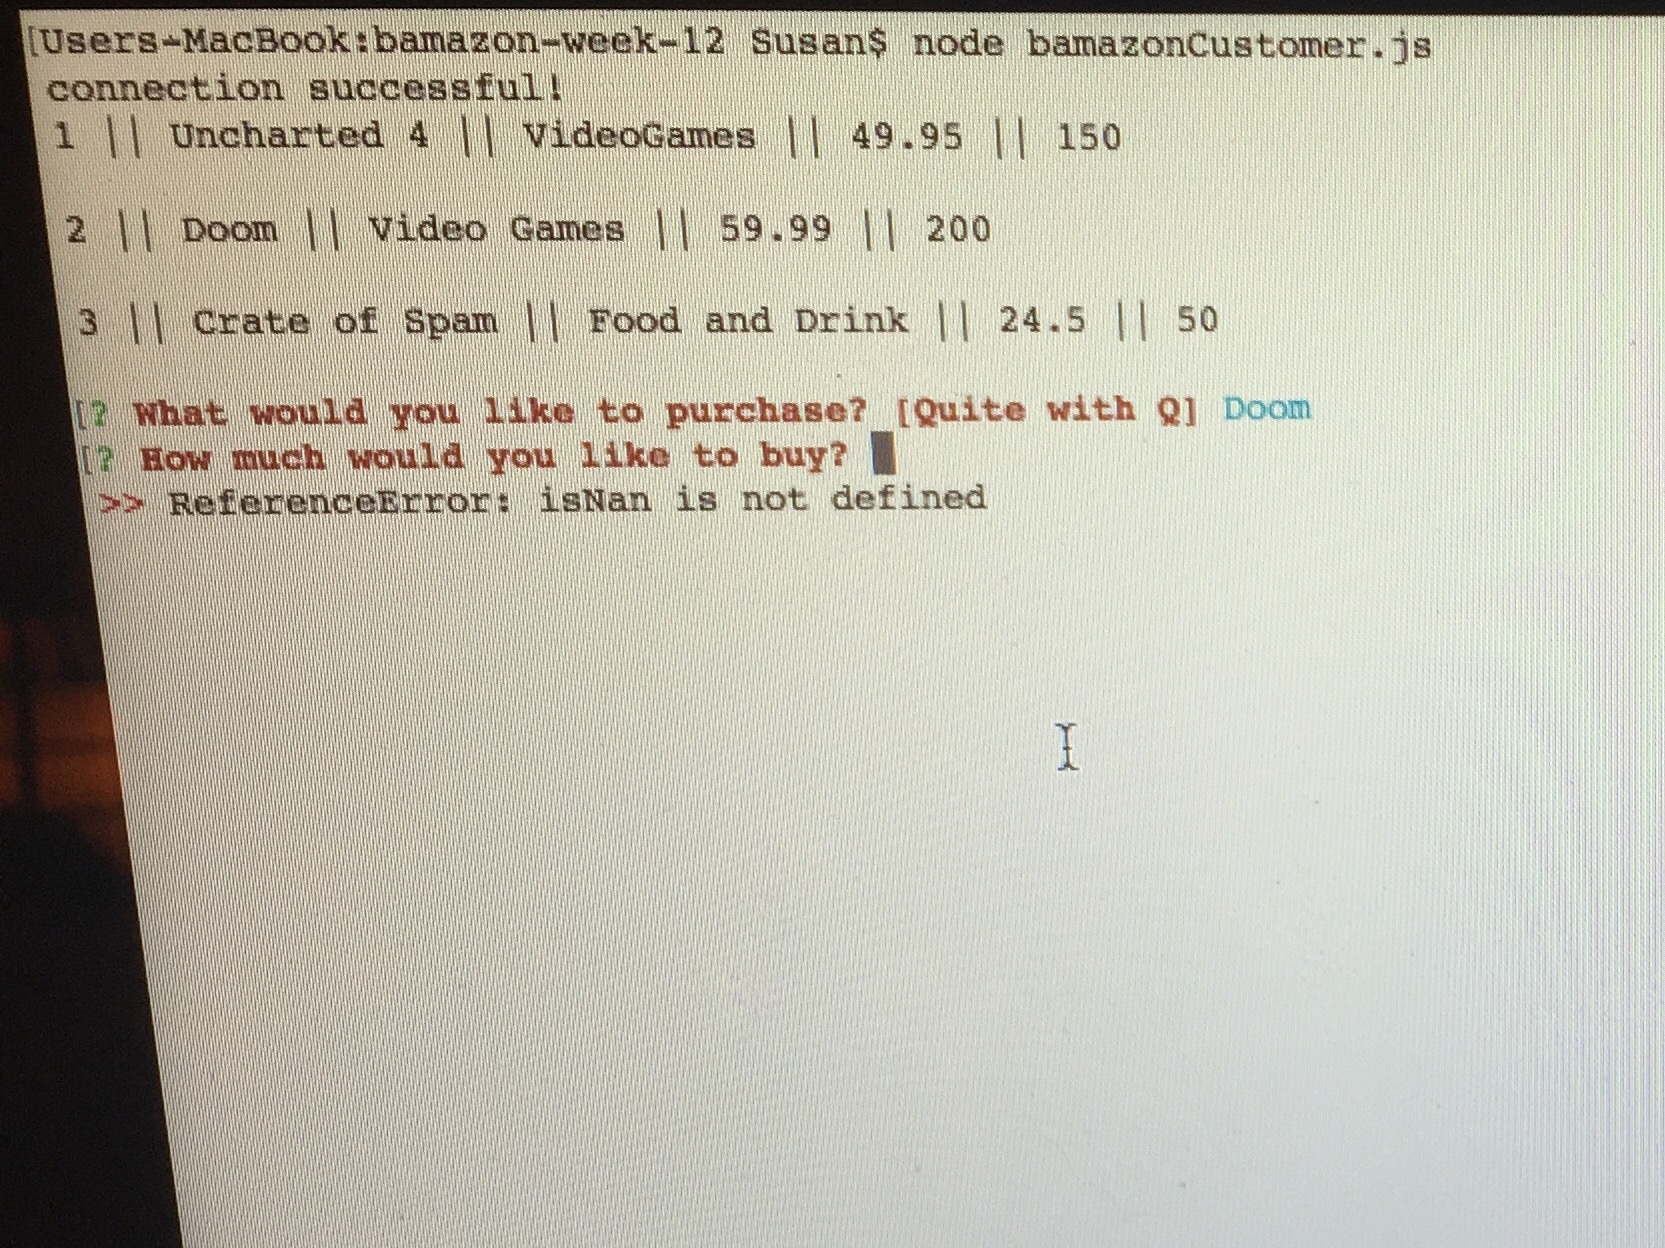 [Users-MacBook:bamazon-week-12 Susan$ node bamazonCustomer.js
connection successful!
1 || Uncharted 4 || VideoGames || 49.95 || 150
2 || Doom || Video Games || 59.99 || 200
3 || Crate of Spam || Food and Drink || 24.5 || 50
[? What would you like to purchase? [Quite with Q] Doom
[? How much would you like to buy?
>> ReferenceError: isNan is not defined